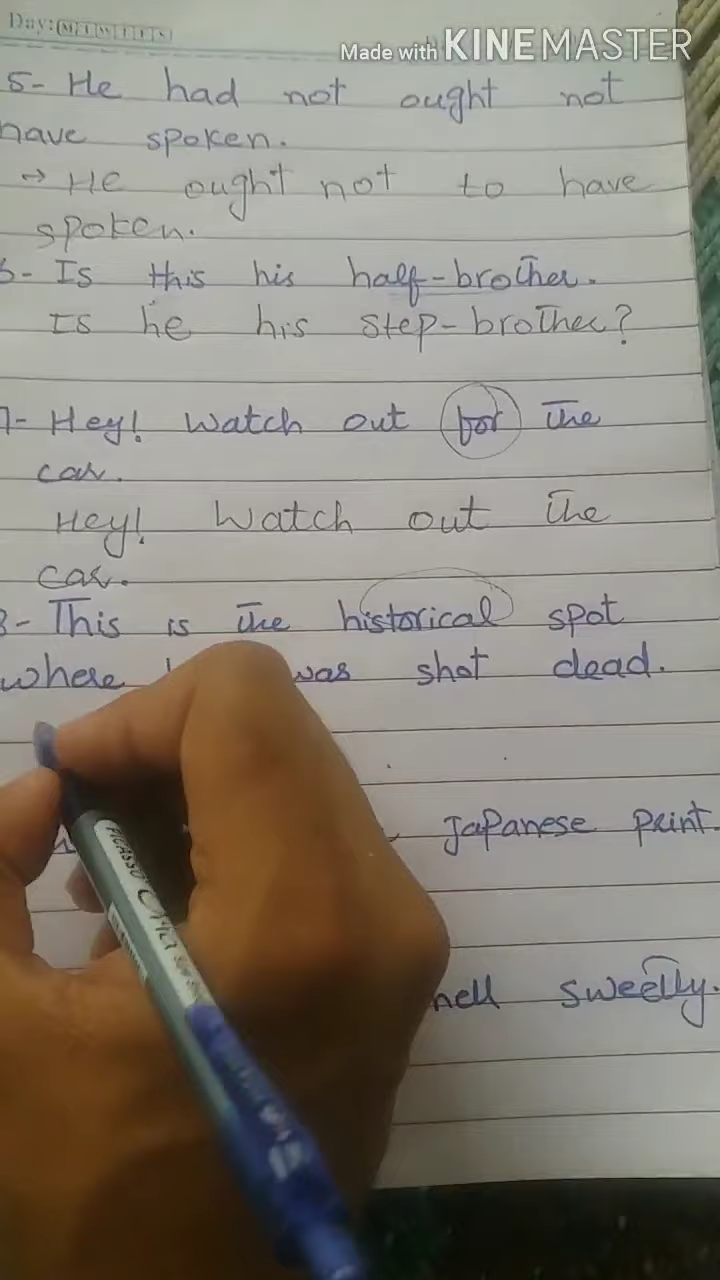 Day: M T W T F S
Made with KINEMASTER
5- He had not ought not
have spoken.
→ He ought not to have
spoken.
6- Is this his half-brother.
Is he his step-brother?
7- Hey! Watch out for the
car.
Hey! Watch out the
car.
8- This is the historical spot
where was shot dead.
Japanese print.
sweetly.
PICASSO